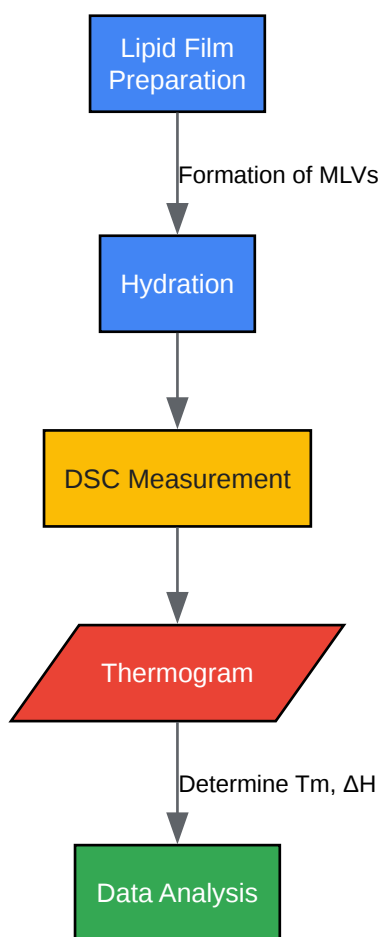 Lipid Film
Preparation
Formation of MLVs
Hydration
DSC Measurement
Thermogram
Determine Tm, ΔH
Data Analysis